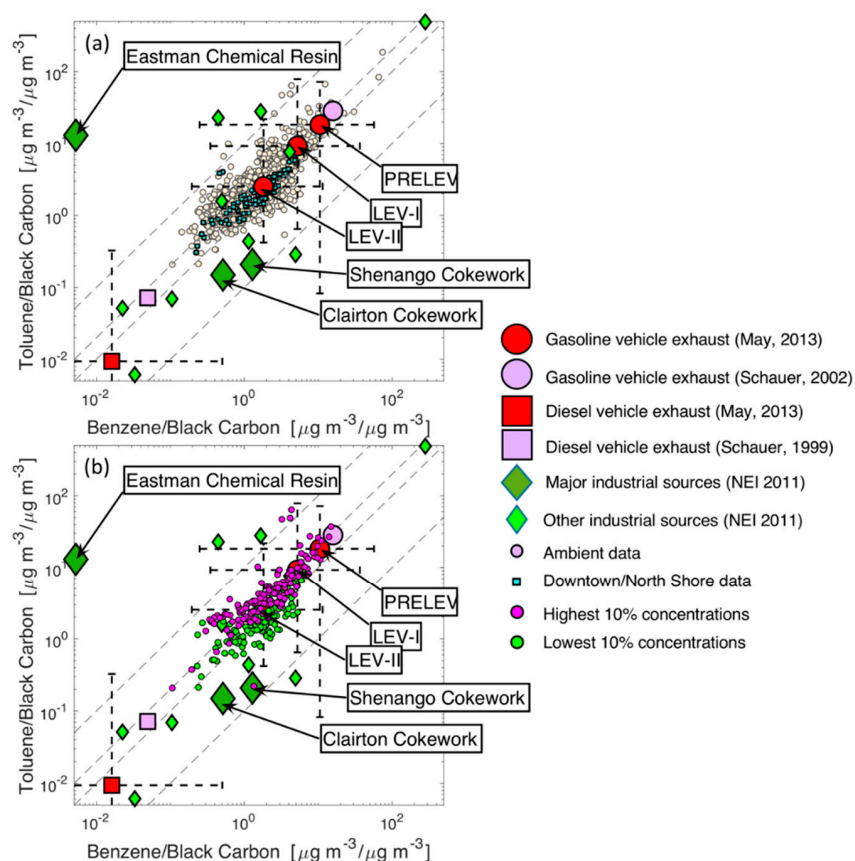 (a)
Eastman Chemical Resin
PRELEV
LEV-I
LEV-II
Shenango Cokework
Clairton Cokework
10² 
10¹
10⁰
10⁻¹
10⁻²
Toluene/Black Carbon [μg m⁻³/μg m⁻³]
10⁻² 10⁰ 10²
Benzene/Black Carbon [μg m⁻³/μg m⁻³]
(b)
Eastman Chemical Resin
PRELEV
LEV-I
LEV-II
Shenango Cokework
Clairton Cokework
10²
10¹
10⁰
10⁻¹
10⁻²
Toluene/Black Carbon [μg m⁻³/μg m⁻³]
10⁻² 10⁰ 10²
Benzene/Black Carbon [μg m⁻³/μg m⁻³]
Gasoline vehicle exhaust (May, 2013)
Gasoline vehicle exhaust (Schauer, 2002)
Diesel vehicle exhaust (May, 2013)
Diesel vehicle exhaust (Schauer, 1999)
Major industrial sources (NEI 2011)
Other industrial sources (NEI 2011)
Ambient data
Downtown/North Shore data
Highest 10% concentrations
Lowest 10% concentrations